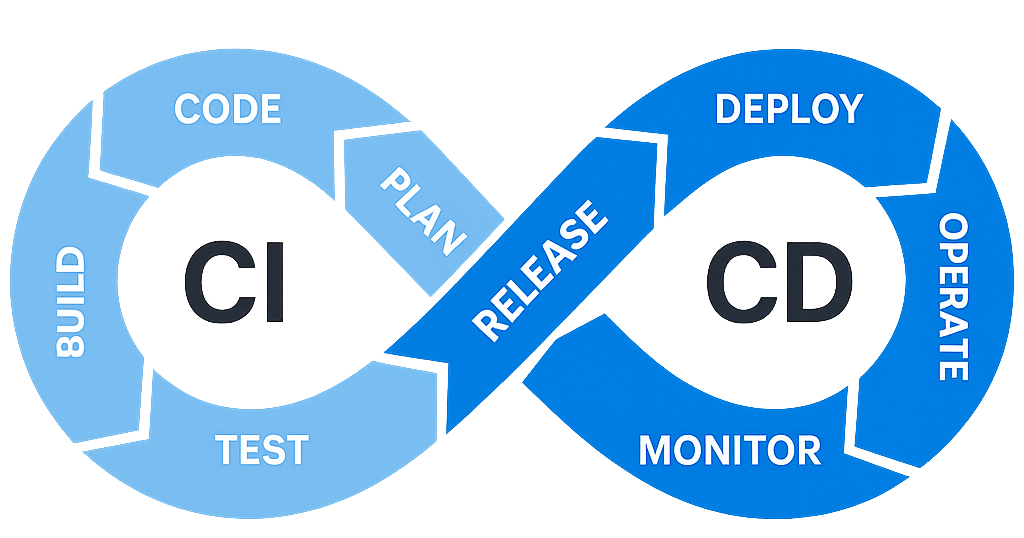 CODE
DEPLOY
PLAN
RELEASE
CI
CD
BUILD
OPERATE
TEST
MONITOR